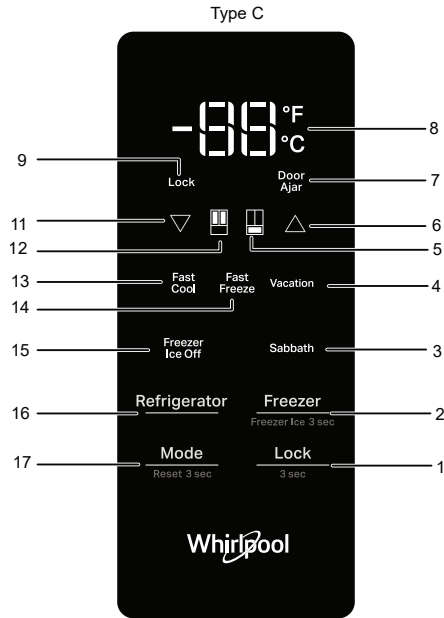 Type C
-88 °F
°C
8
9
Lock
Door
Ajar
7
11
6
12
5
13
Fast
Cool
Fast
Freeze
Vacation
4
14
15
Freezer
Ice Off
Sabbath
3
16
Refrigerator
Freezer
Freezer Ice 3 sec
2
17
Mode
Reset 3 sec
Lock
3 sec
1
Whirlpool